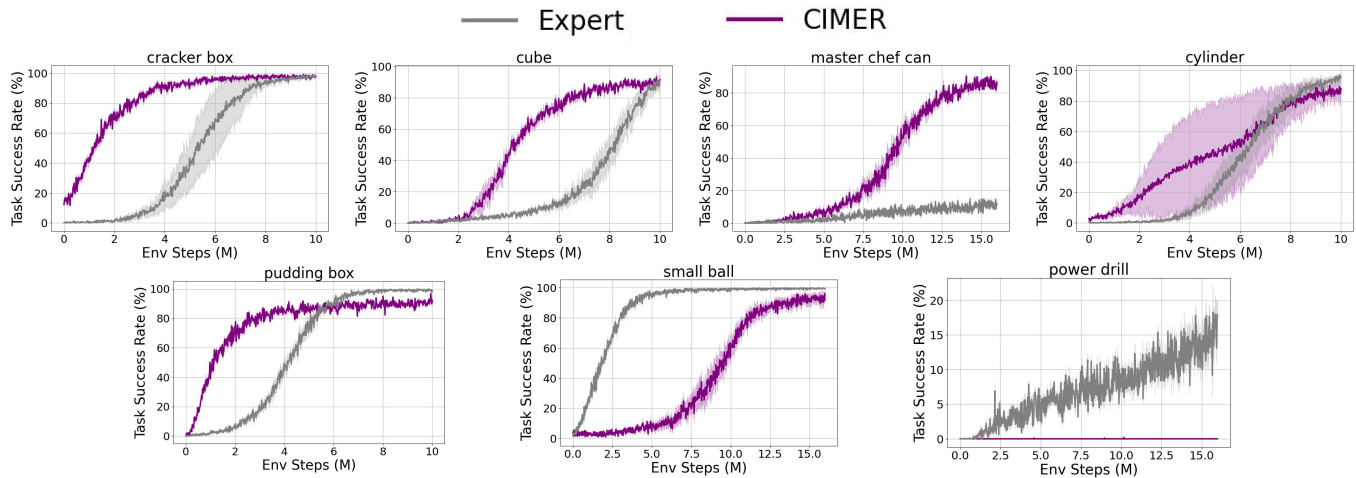 Expert CIMER
cracker box
Task Success Rate (%)
100
80
60
40
20
0
0 2 4 6 8 10
Env Steps (M)
cube
Task Success Rate (%)
100
80
60
40
20
0
0 2 4 6 8 10
Env Steps (M)
master chef can
Task Success Rate (%)
80
60
40
20
0
0.0 2.5 5.0 7.5 10.0 12.5 15.0
Env Steps (M)
cylinder
Task Success Rate (%)
100
80
60
40
20
0
0 2 4 6 8 10
Env Steps (M)
pudding box
Task Success Rate (%)
100
80
60
40
20
0
0 2 4 6 8 10
Env Steps (M)
small ball
Task Success Rate (%)
100
80
60
40
20
0
0.0 2.5 5.0 7.5 10.0 12.5 15.0
Env Steps (M)
power drill
Task Success Rate (%)
20
15
10
5
0
0.0 2.5 5.0 7.5 10.0 12.5 15.0
Env Steps (M)